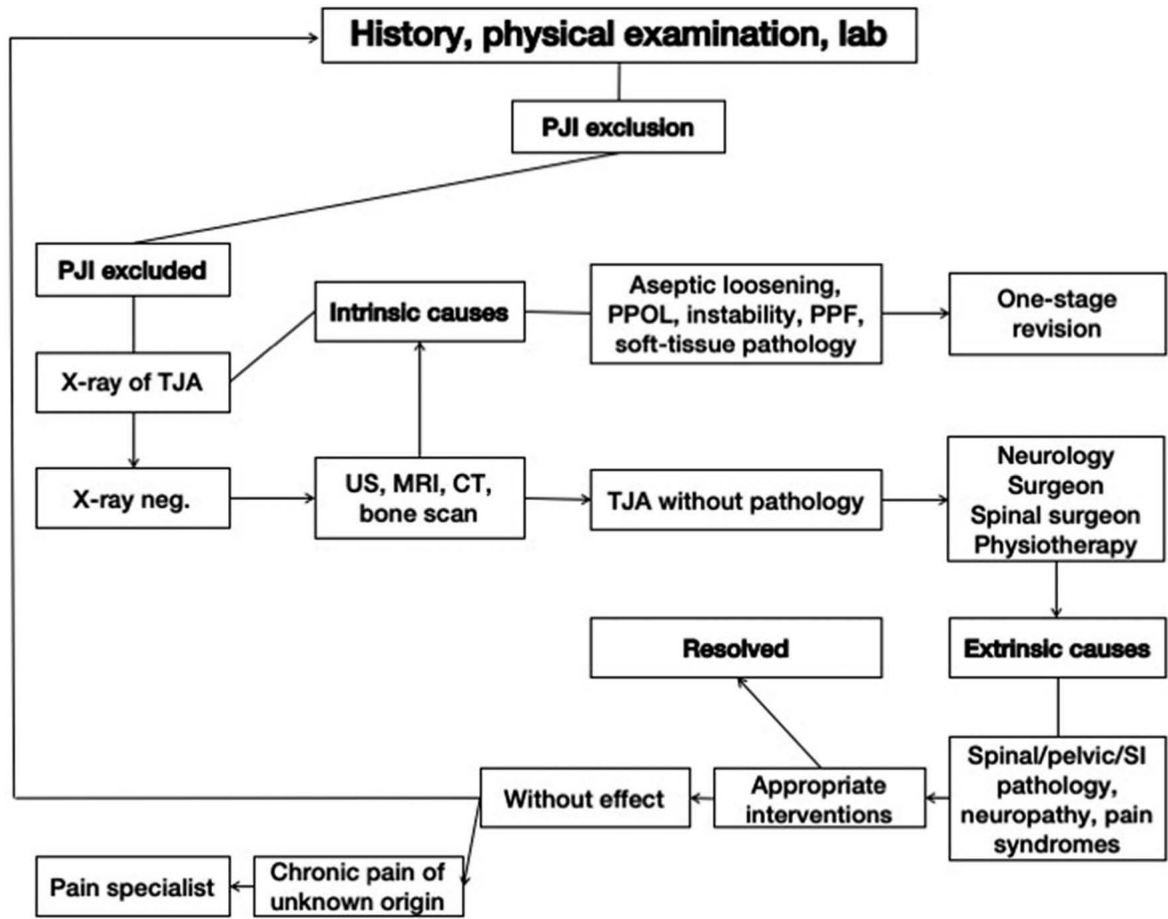 History, physical examination, lab
PJI exclusion
PJI excluded
Intrinsic causes
Aseptic loosening,
PPOL, instability, PPF,
soft-tissue pathology
One-stage
revision
X-ray of TJA
X-ray neg.
US, MRI, CT,
bone scan
TJA without pathology
Neurology
Surgeon
Spinal surgeon
Physiotherapy
Resolved
Extrinsic causes
Spinal/pelvic/SI
pathology,
neuropathy, pain
syndromes
Appropriate
interventions
Without effect
Chronic pain of
unknown origin
Pain specialist